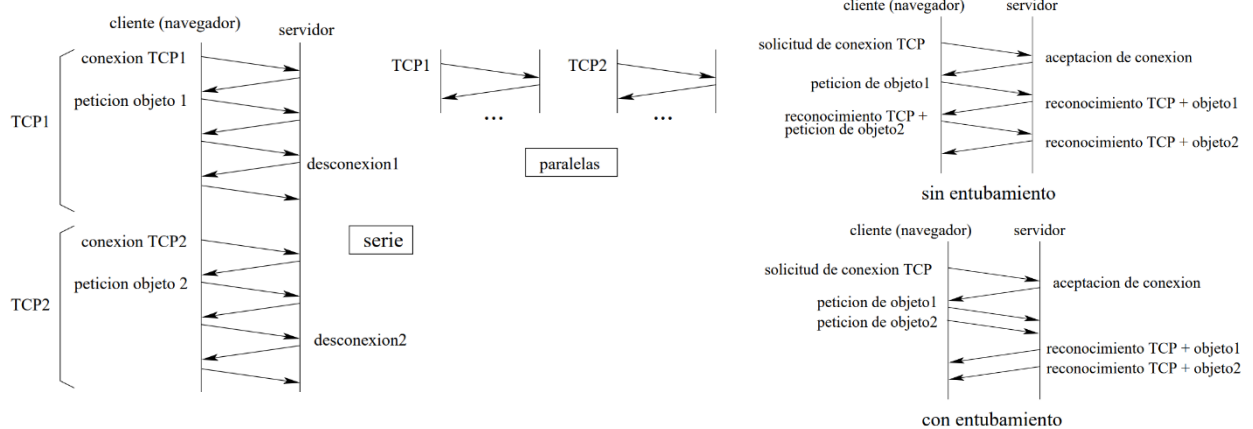 cliente (navegador)
servidor
TCP1
conexion TCP1
peticion objeto 1
desconexion1
TCP2
conexion TCP2
peticion objeto 2
desconexion2
serie
TCP1
...
TCP2
...
paralelas
cliente (navegador)
servidor
solicitud de conexion TCP
aceptacion de conexion
peticion de objeto1
reconocimiento TCP + objeto1
reconocimiento TCP +
peticion de objeto2
reconocimiento TCP + objeto2
sin entubamiento
cliente (navegador)
servidor
solicitud de conexion TCP
aceptacion de conexion
peticion de objeto1
peticion de objeto2
reconocimiento TCP + objeto1
reconocimiento TCP + objeto2
con entubamiento